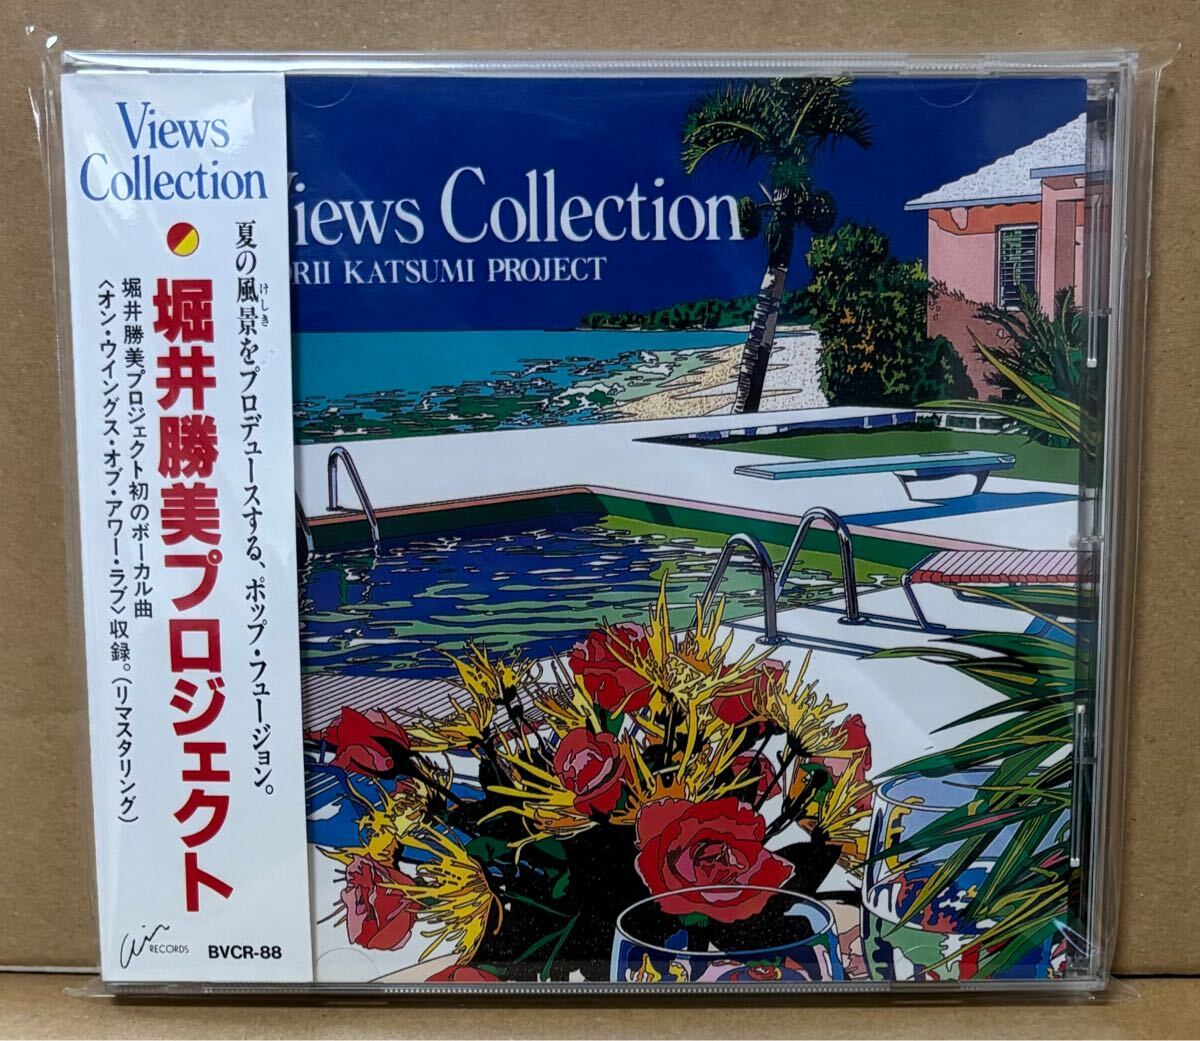 Views
Collection
夏の風景をプロデュースする、ポップ・フュージョン。
けしき
堀井勝美プロジェクト
堀井勝美プロジェクト初のボーカル曲
〈オン・ウイングス・オブ・アワー・ラブ〉収録。(リマスタリング)
Air RECORDS
BVCR-88
Views Collection
ORII KATSUMI PROJECT